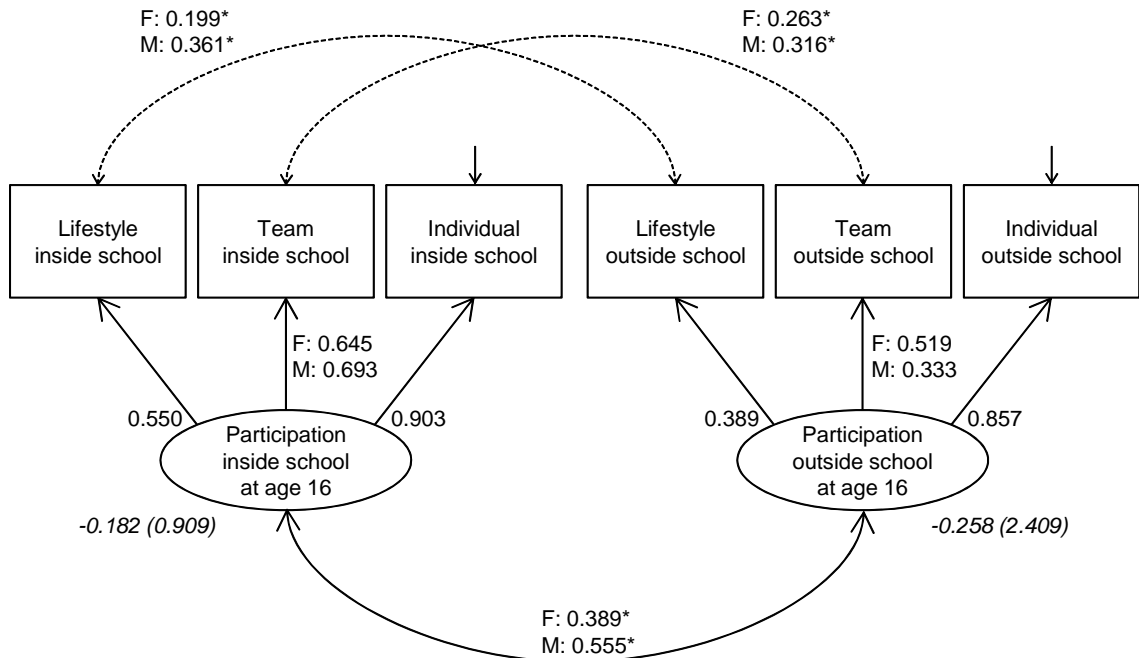 F: 0.199*
M: 0.361*
F: 0.263*
M: 0.316*
Lifestyle
inside school
Team
inside school
Individual
inside school
Lifestyle
outside school
Team
outside school
Individual
outside school
F: 0.645
M: 0.693
F: 0.519
M: 0.333
0.550
0.903
0.389
0.857
Participation
inside school
at age 16
Participation
outside school
at age 16
-0.182 (0.909)
-0.258 (2.409)
F: 0.389*
M: 0.555*